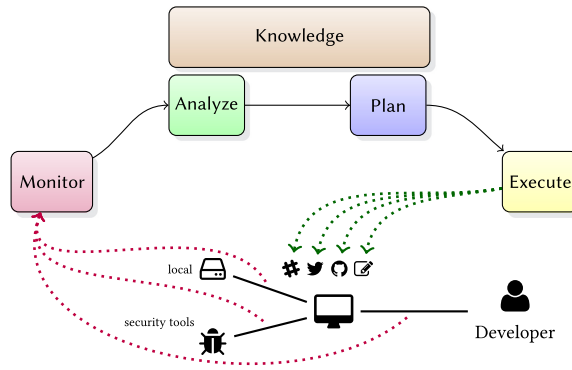 Knowledge
Analyze
Plan
Monitor
Execute
local
security tools
Developer